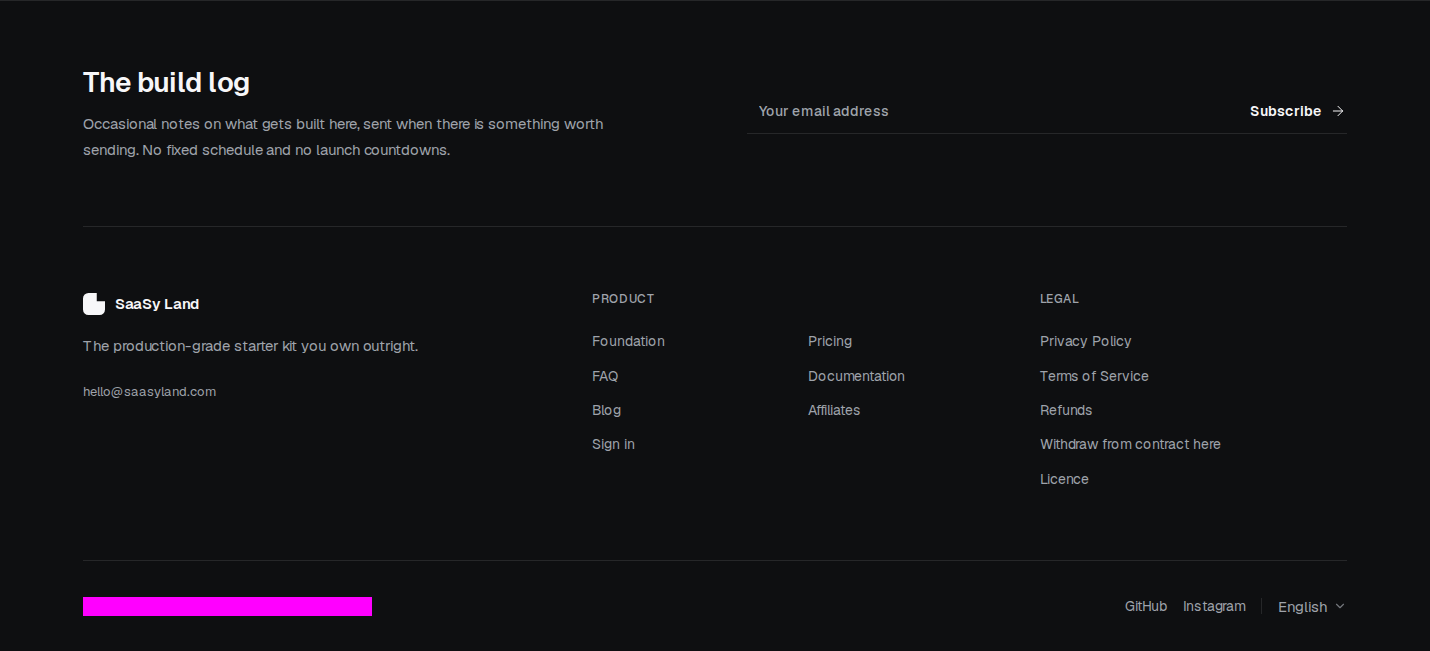 The build log
Occasional notes on what gets built here, sent when there is something worth
sending. No fixed schedule and no launch countdowns.
Your email address
Subscribe
SaaSy Land
The production-grade starter kit you own outright.
hello@saasyland.com
PRODUCT
Foundation
FAQ
Blog
Sign in
Pricing
Documentation
Affiliates
LEGAL
Privacy Policy
Terms of Service
Refunds
Withdraw from contract here
Licence
GitHub
Instagram
English